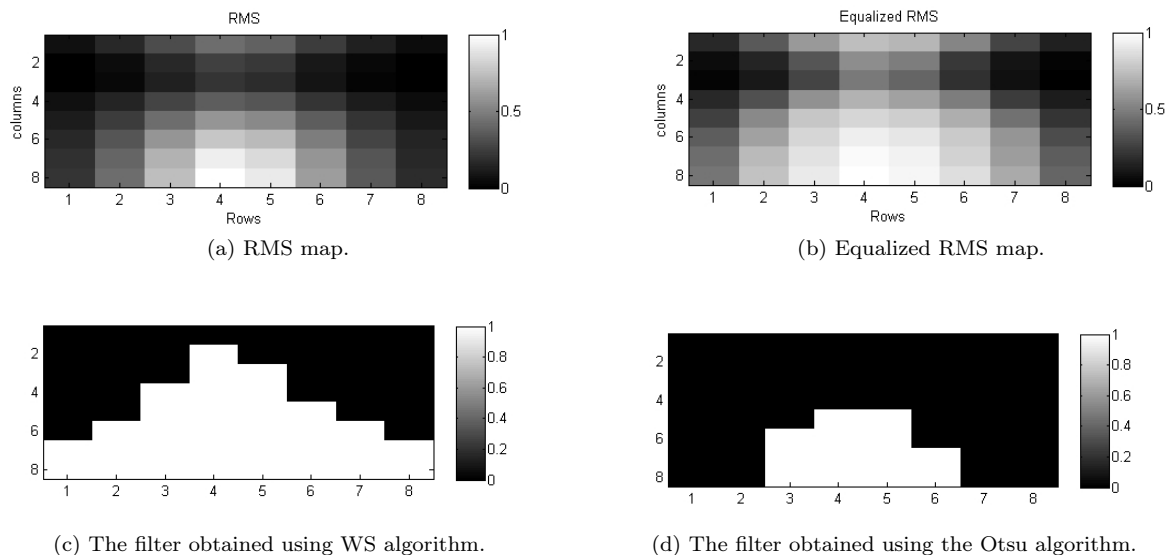 RMS
columns
2
4
6
8
1 2 3 4 5 6 7 8
Rows
1
0.5
0
(a) RMS map.
Equalized RMS
columns
2
4
6
8
1 2 3 4 5 6 7 8
Rows
1
0.5
0
(b) Equalized RMS map.
2
4
6
8
1 2 3 4 5 6 7 8
1
0.8
0.6
0.4
0.2
0
(c) The filter obtained using WS algorithm.
2
4
6
8
1 2 3 4 5 6 7 8
1
0.8
0.6
0.4
0.2
0
(d) The filter obtained using the Otsu algorithm.